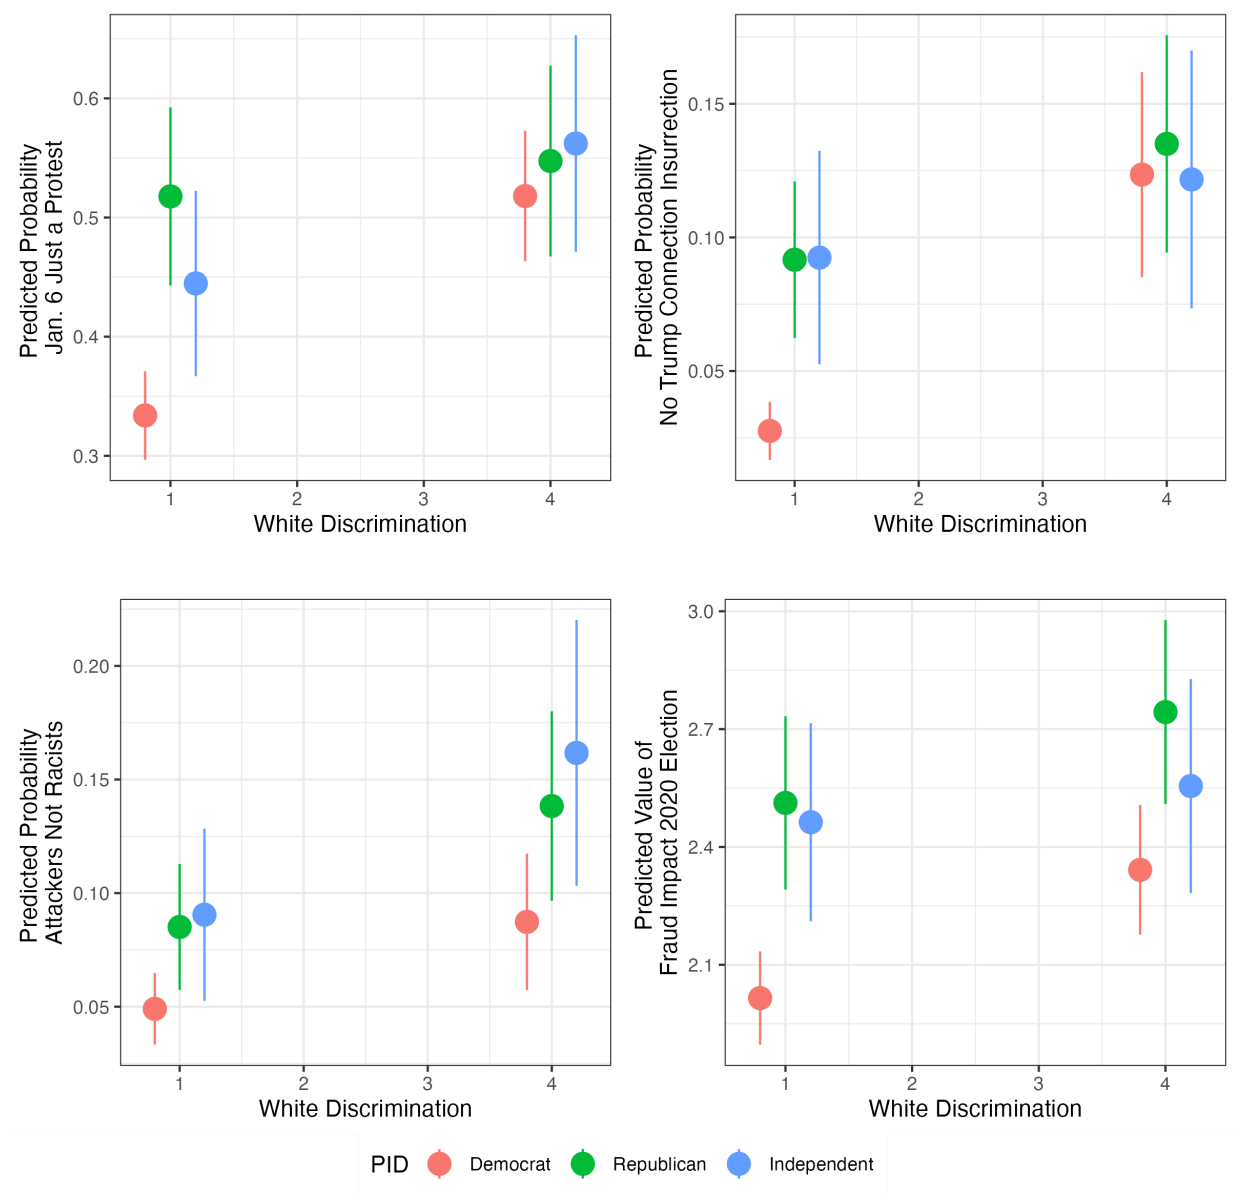 Predicted Probability
Jan. 6 Just a Protest
0.6
0.5
0.4
0.3
1 2 3 4
White Discrimination
Predicted Probability
No Trump Connection Insurrection
0.15
0.10
0.05
1 2 3 4
White Discrimination
Predicted Probability
Attackers Not Racists
0.20
0.15
0.10
0.05
1 2 3 4
White Discrimination
Predicted Value of
Fraud Impact 2020 Election
3.0
2.7
2.4
2.1
1 2 3 4
White Discrimination
PID Democrat Republican Independent